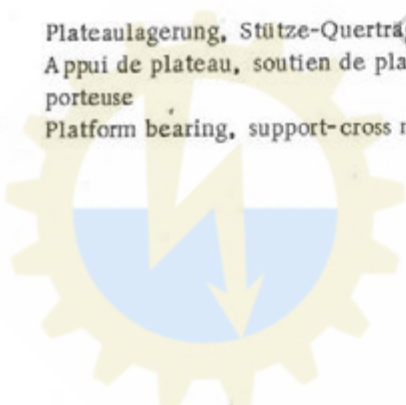 Plateaulagerung, Stütze-Querträ
Appui de plateau, soutien de pla
porteuse
Platform bearing, support-cross